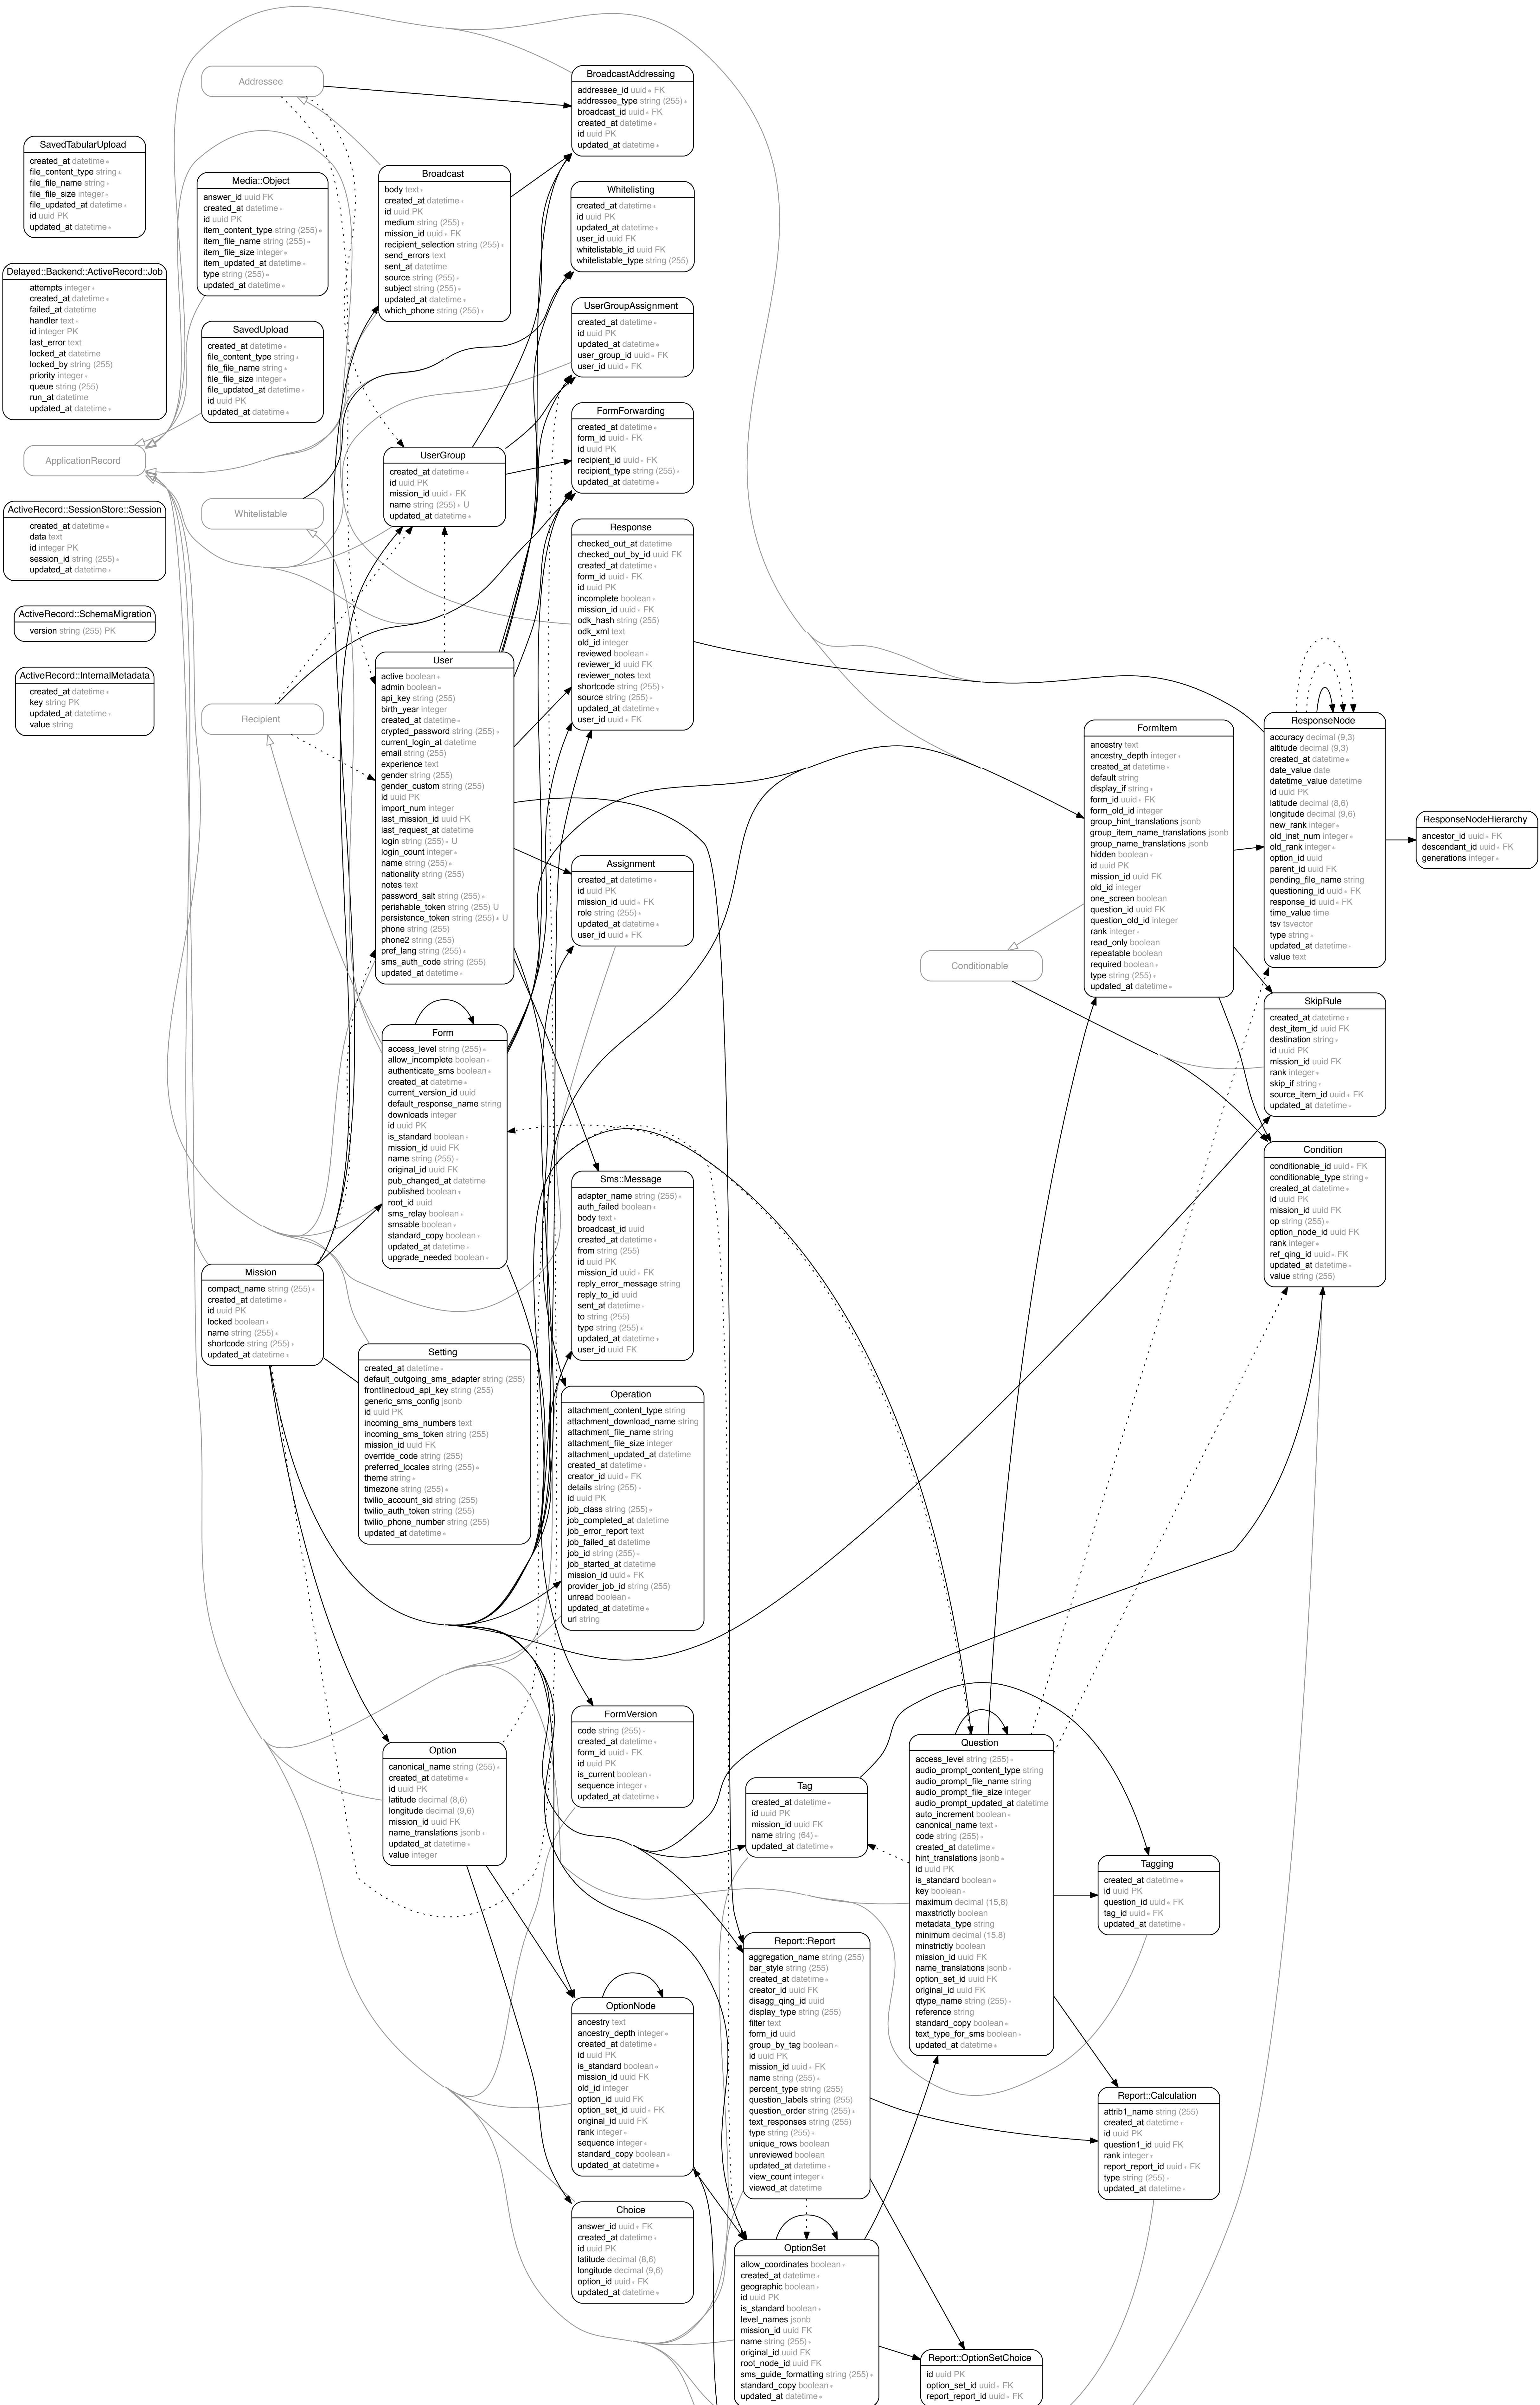 Addressee
BroadcastAddressing
addressee_id uuid ∗ FK
addressee_type string (255) ∗
broadcast_id uuid ∗ FK
created_at datetime ∗
id uuid PK
updated_at datetime ∗
SavedTabularUpload
created_at datetime ∗
file_content_type string ∗
file_file_name string ∗
file_file_size integer ∗
file_updated_at datetime ∗
id uuid PK
updated_at datetime ∗
Media::Object
answer_id uuid FK
created_at datetime ∗
id uuid PK
item_content_type string (255) ∗
item_file_name string (255) ∗
item_file_size integer ∗
item_updated_at datetime ∗
type string (255) ∗
updated_at datetime ∗
Broadcast
body text ∗
created_at datetime ∗
id uuid PK
medium string (255) ∗
mission_id uuid ∗ FK
recipient_selection string (255) ∗
send_errors text
sent_at datetime
source string (255) ∗
subject string (255) ∗
updated_at datetime ∗
which_phone string (255) ∗
Whitelisting
created_at datetime ∗
id uuid PK
updated_at datetime ∗
user_id uuid FK
whitelistable_id uuid FK
whitelistable_type string (255)
Delayed::Backend::ActiveRecord::Job
attempts integer ∗
created_at datetime ∗
failed_at datetime
handler text ∗
id integer PK
last_error text
locked_at datetime
locked_by string (255)
priority integer ∗
queue string (255)
run_at datetime
updated_at datetime ∗
SavedUpload
created_at datetime ∗
file_content_type string ∗
file_file_name string ∗
file_file_size integer ∗
file_updated_at datetime ∗
id uuid PK
updated_at datetime ∗
UserGroupAssignment
created_at datetime ∗
id uuid PK
updated_at datetime ∗
user_group_id uuid ∗ FK
user_id uuid ∗ FK
FormForwarding
created_at datetime ∗
form_id uuid ∗ FK
id uuid PK
recipient_id uuid ∗ FK
recipient_type string (255) ∗
updated_at datetime ∗
ApplicationRecord
UserGroup
created_at datetime ∗
id uuid PK
mission_id uuid ∗ FK
name string (255) ∗ U
updated_at datetime ∗
Whitelistable
ActiveRecord::SessionStore::Session
created_at datetime ∗
data text
id integer PK
session_id string (255) ∗
updated_at datetime ∗
Response
checked_out_at datetime
checked_out_by_id uuid FK
created_at datetime ∗
form_id uuid ∗ FK
id uuid PK
incomplete boolean ∗
mission_id uuid ∗ FK
odk_hash string (255)
odk_xml text
old_id integer
reviewed boolean ∗
reviewer_id uuid FK
reviewer_notes text
shortcode string (255) ∗
source string (255) ∗
updated_at datetime ∗
user_id uuid ∗ FK
ActiveRecord::SchemaMigration
version string (255) PK
ActiveRecord::InternalMetadata
created_at datetime ∗
key string PK
updated_at datetime ∗
value string
Recipient
User
active boolean ∗
admin boolean ∗
api_key string (255)
birth_year integer
created_at datetime ∗
crypted_password string (255) ∗
current_login_at datetime
email string (255)
experience text
gender string (255)
gender_custom string (255)
id uuid PK
import_num integer
last_mission_id uuid FK
last_request_at datetime
login string (255) ∗ U
login_count integer ∗
name string (255) ∗
nationality string (255)
notes text
password_salt string (255) ∗
perishable_token string (255) U
persistence_token string (255) ∗ U
phone string (255)
phone2 string (255)
pref_lang string (255) ∗
sms_auth_code string (255)
updated_at datetime ∗
FormItem
ancestry text
ancestry_depth integer ∗
created_at datetime ∗
default string
display_if string ∗
form_id uuid ∗ FK
form_old_id integer
group_hint_translations jsonb
group_item_name_translations jsonb
group_name_translations jsonb
hidden boolean ∗
id uuid PK
mission_id uuid FK
old_id integer
one_screen boolean
question_id uuid FK
question_old_id integer
rank integer ∗
read_only boolean
repeatable boolean
required boolean ∗
type string (255) ∗
updated_at datetime ∗
ResponseNode
accuracy decimal (9,3)
altitude decimal (9,3)
created_at datetime ∗
date_value date
datetime_value datetime
id uuid PK
latitude decimal (8,6)
longitude decimal (9,6)
new_rank integer ∗
old_inst_num integer ∗
old_rank integer ∗
option_id uuid
parent_id uuid FK
pending_file_name string
questioning_id uuid ∗ FK
response_id uuid ∗ FK
time_value time
tsv tsvector
type string ∗
updated_at datetime ∗
value text
ResponseNodeHierarchy
ancestor_id uuid ∗ FK
descendant_id uuid ∗ FK
generations integer ∗
Assignment
created_at datetime ∗
id uuid PK
mission_id uuid ∗ FK
role string (255) ∗
updated_at datetime ∗
user_id uuid ∗ FK
Conditionable
SkipRule
created_at datetime ∗
dest_item_id uuid FK
destination string ∗
id uuid PK
mission_id uuid FK
rank integer ∗
skip_if string ∗
source_item_id uuid ∗ FK
updated_at datetime ∗
Form
access_level string (255) ∗
allow_incomplete boolean ∗
authenticate_sms boolean ∗
created_at datetime ∗
current_version_id uuid
default_response_name string
downloads integer
id uuid PK
is_standard boolean ∗
mission_id uuid FK
name string (255) ∗
original_id uuid FK
pub_changed_at datetime
published boolean ∗
root_id uuid
sms_relay boolean ∗
smsable boolean ∗
standard_copy boolean ∗
updated_at datetime ∗
upgrade_needed boolean ∗
Condition
conditionable_id uuid ∗ FK
conditionable_type string ∗
created_at datetime ∗
id uuid PK
mission_id uuid FK
op string (255) ∗
option_node_id uuid FK
rank integer ∗
ref_qing_id uuid ∗ FK
updated_at datetime ∗
value string (255)
Sms::Message
adapter_name string (255) ∗
auth_failed boolean ∗
body text ∗
broadcast_id uuid
created_at datetime ∗
from string (255)
id uuid PK
mission_id uuid ∗ FK
reply_error_message string
reply_to_id uuid
sent_at datetime ∗
to string (255)
type string (255) ∗
updated_at datetime ∗
user_id uuid FK
Mission
compact_name string (255) ∗
created_at datetime ∗
id uuid PK
locked boolean ∗
name string (255) ∗
shortcode string (255) ∗
updated_at datetime ∗
Setting
created_at datetime ∗
default_outgoing_sms_adapter string (255)
frontlinecloud_api_key string (255)
generic_sms_config jsonb
id uuid PK
incoming_sms_numbers text
incoming_sms_token string (255)
mission_id uuid FK
override_code string (255)
preferred_locales string (255) ∗
theme string ∗
timezone string (255) ∗
twilio_account_sid string (255)
twilio_auth_token string (255)
twilio_phone_number string (255)
updated_at datetime ∗
Operation
attachment_content_type string
attachment_download_name string
attachment_file_name string
attachment_file_size integer
attachment_updated_at datetime
created_at datetime ∗
creator_id uuid ∗ FK
details string (255) ∗
id uuid PK
job_class string (255) ∗
job_completed_at datetime
job_error_report text
job_failed_at datetime
job_id string (255) ∗
job_started_at datetime
mission_id uuid ∗ FK
provider_job_id string (255)
unread boolean ∗
updated_at datetime ∗
url string
FormVersion
code string (255) ∗
created_at datetime ∗
form_id uuid ∗ FK
id uuid PK
is_current boolean ∗
sequence integer ∗
updated_at datetime ∗
Option
canonical_name string (255) ∗
created_at datetime ∗
id uuid PK
latitude decimal (8,6)
longitude decimal (9,6)
mission_id uuid FK
name_translations jsonb ∗
updated_at datetime ∗
value integer
Tag
created_at datetime ∗
id uuid PK
mission_id uuid FK
name string (64) ∗
updated_at datetime ∗
Question
access_level string (255) ∗
audio_prompt_content_type string
audio_prompt_file_name string
audio_prompt_file_size integer
audio_prompt_updated_at datetime
auto_increment boolean ∗
canonical_name text ∗
code string (255) ∗
created_at datetime ∗
hint_translations jsonb ∗
id uuid PK
is_standard boolean ∗
key boolean ∗
maximum decimal (15,8)
maxstrictly boolean
metadata_type string
minimum decimal (15,8)
minstrictly boolean
mission_id uuid FK
name_translations jsonb ∗
option_set_id uuid FK
original_id uuid FK
qtype_name string (255) ∗
reference string
standard_copy boolean ∗
text_type_for_sms boolean ∗
updated_at datetime ∗
Tagging
created_at datetime ∗
id uuid PK
question_id uuid ∗ FK
tag_id uuid ∗ FK
updated_at datetime ∗
Report::Report
aggregation_name string (255)
bar_style string (255)
created_at datetime ∗
creator_id uuid FK
disagg_qing_id uuid
display_type string (255)
filter text
form_id uuid
group_by_tag boolean ∗
id uuid PK
mission_id uuid ∗ FK
name string (255) ∗
percent_type string (255)
question_labels string (255)
question_order string (255) ∗
text_responses string (255)
type string (255) ∗
unique_rows boolean
unreviewed boolean
updated_at datetime ∗
view_count integer ∗
viewed_at datetime
OptionNode
ancestry text
ancestry_depth integer ∗
created_at datetime ∗
id uuid PK
is_standard boolean ∗
mission_id uuid FK
old_id integer
option_id uuid FK
option_set_id uuid ∗ FK
original_id uuid FK
rank integer ∗
sequence integer ∗
standard_copy boolean ∗
updated_at datetime ∗
Report::Calculation
attrib1_name string (255)
created_at datetime ∗
id uuid PK
question1_id uuid FK
rank integer ∗
report_report_id uuid ∗ FK
type string (255) ∗
updated_at datetime ∗
Choice
answer_id uuid ∗ FK
created_at datetime ∗
id uuid PK
latitude decimal (8,6)
longitude decimal (9,6)
option_id uuid ∗ FK
updated_at datetime ∗
OptionSet
allow_coordinates boolean ∗
created_at datetime ∗
geographic boolean ∗
id uuid PK
is_standard boolean ∗
level_names jsonb
mission_id uuid FK
name string (255) ∗
original_id uuid FK
root_node_id uuid FK
sms_guide_formatting string (255) ∗
standard_copy boolean ∗
updated_at datetime ∗
Report::OptionSetChoice
id uuid PK
option_set_id uuid ∗ FK
report_report_id uuid ∗ FK